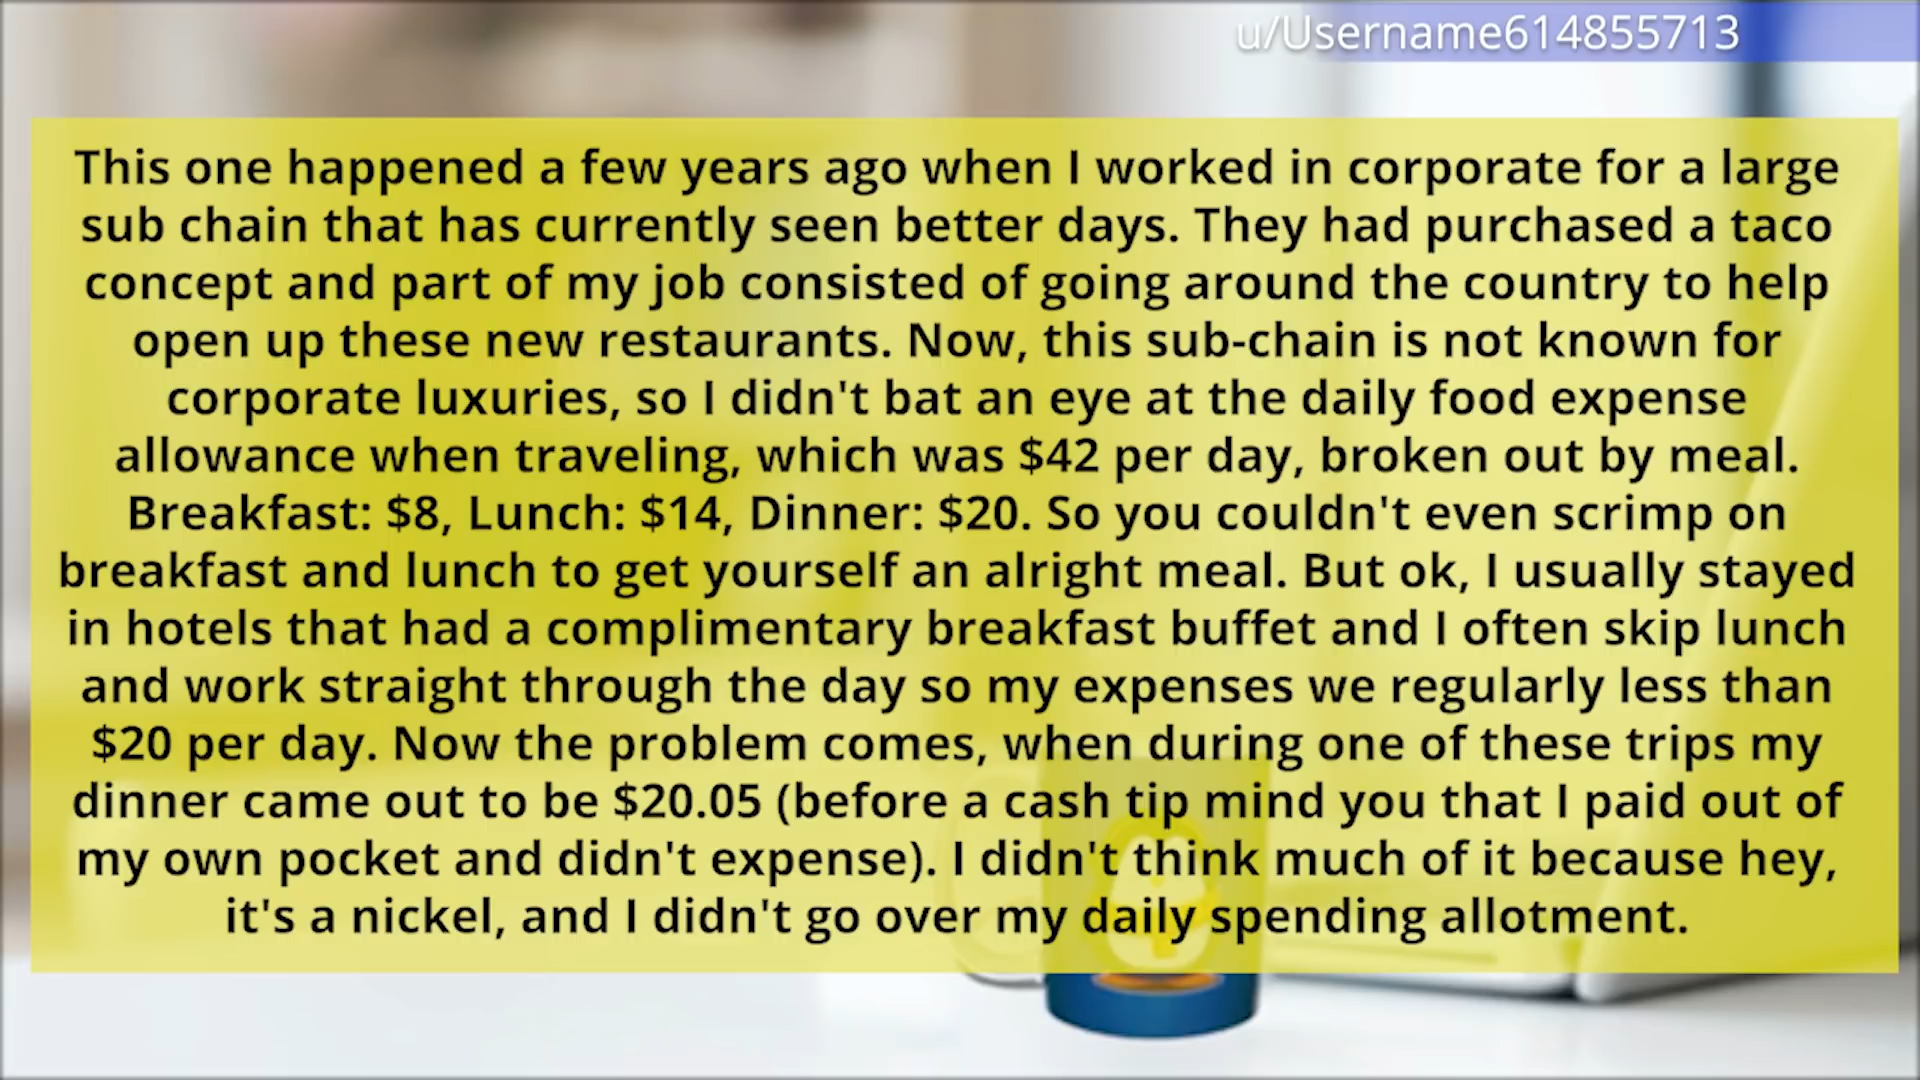 u/Username614855713
This one happened a few years ago when I worked in corporate for a large
sub chain that has currently seen better days. They had purchased a taco
concept and part of my job consisted of going around the country to help
open up these new restaurants. Now, this sub-chain is not known for
corporate luxuries, so I didn't bat an eye at the daily food expense
allowance when traveling, which was $42 per day, broken out by meal.
Breakfast: $8, Lunch: $14, Dinner: $20. So you couldn't even scrimp on
breakfast and lunch to get yourself an alright meal. But ok, I usually stayed
in hotels that had a complimentary breakfast buffet and I often skip lunch
and work straight through the day so my expenses we regularly less than
$20 per day. Now the problem comes, when during one of these trips my
dinner came out to be $20.05 (before a cash tip mind you that I paid out of
my own pocket and didn't expense). I didn't think much of it because hey,
it's a nickel, and I didn't go over my daily spending allotment.